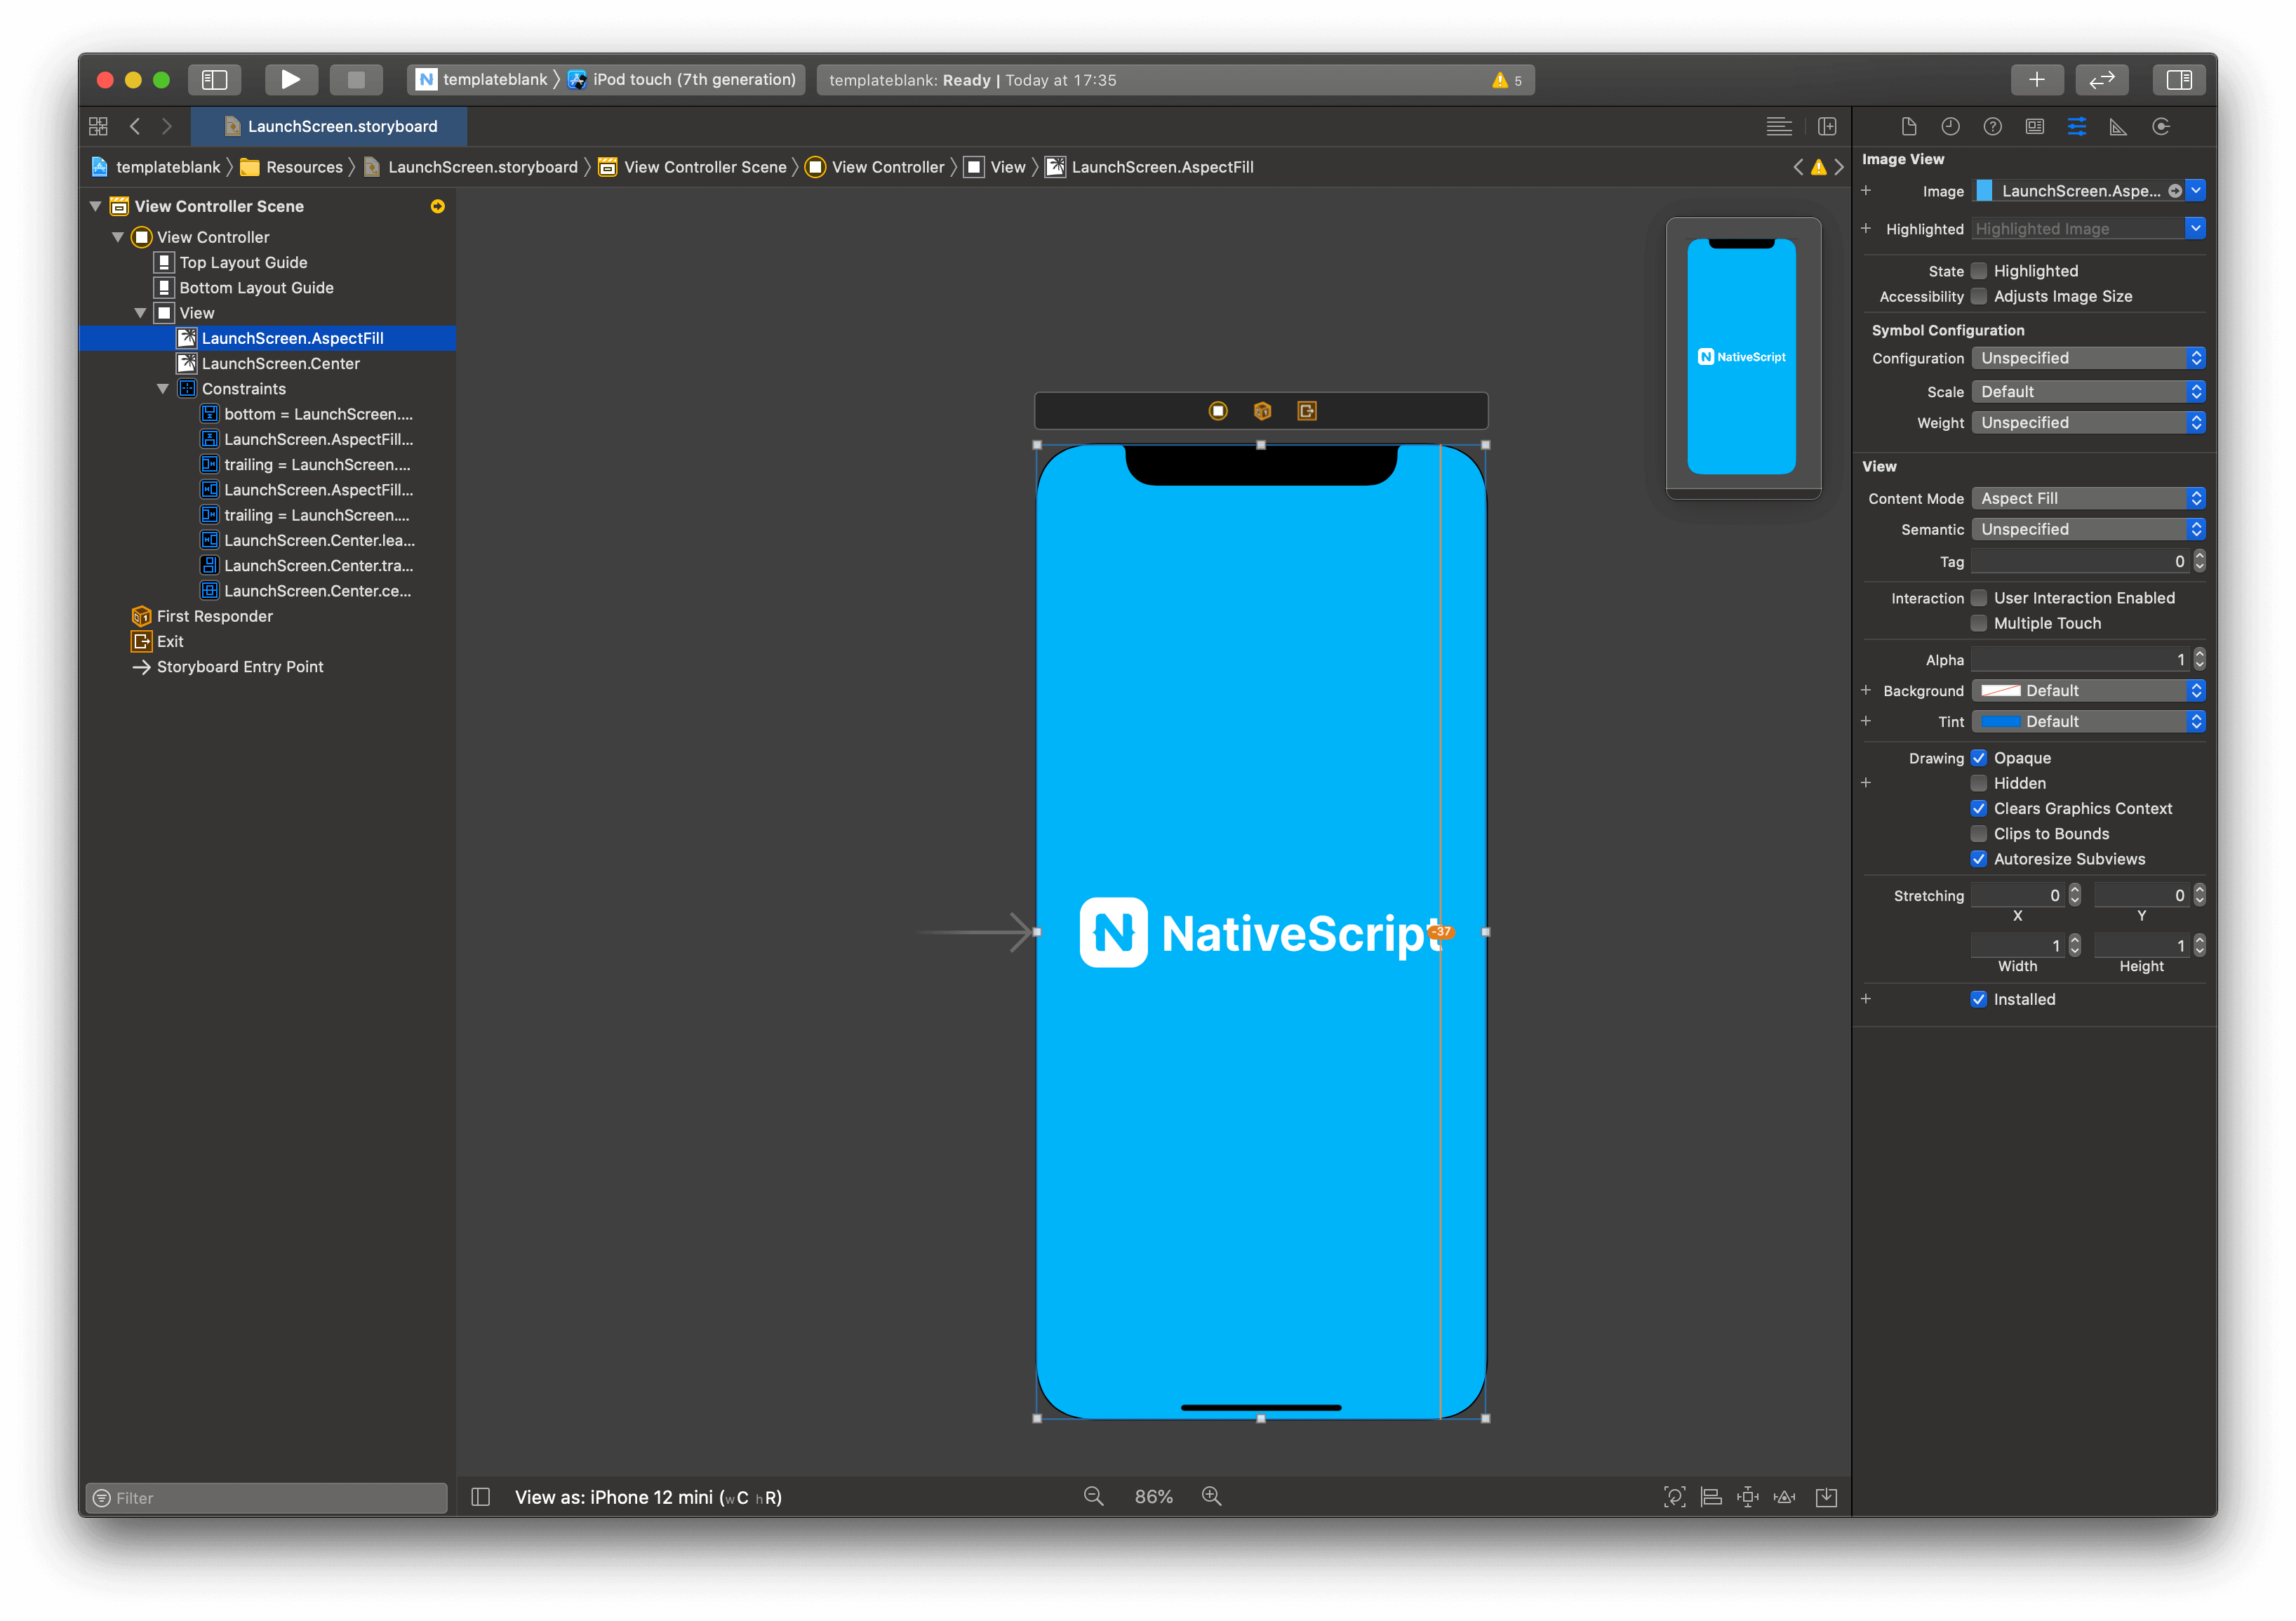 templateblank
iPod touch (7th generation)
templateblank: Ready | Today at 17:35
5
LaunchScreen.storyboard
templateblank
Resources
LaunchScreen.storyboard
View Controller Scene
View Controller
View
LaunchScreen.AspectFill
View Controller Scene
View Controller
Top Layout Guide
Bottom Layout Guide
View
LaunchScreen.AspectFill
LaunchScreen.Center
Constraints
bottom = LaunchScreen....
LaunchScreen.AspectFill...
trailing = LaunchScreen....
LaunchScreen.AspectFill...
trailing = LaunchScreen....
LaunchScreen.Center.lea...
LaunchScreen.Center.tra...
LaunchScreen.Center.ce...
First Responder
Exit
Storyboard Entry Point
Filter
NativeScript
NativeScript
-37
View as: iPhone 12 mini (wC hR)
86%
Image View
Image LaunchScreen.Aspe...
Highlighted Highlighted Image
State Highlighted
Accessibility Adjusts Image Size
Symbol Configuration
Configuration Unspecified
Scale Default
Weight Unspecified
View
Content Mode Aspect Fill
Semantic Unspecified
Tag 0
Interaction User Interaction Enabled
Multiple Touch
Alpha 1
Background Default
Tint Default
Drawing Opaque
Hidden
Clears Graphics Context
Clips to Bounds
Autoresize Subviews
Stretching 0 0
X Y
1 1
Width Height
Installed